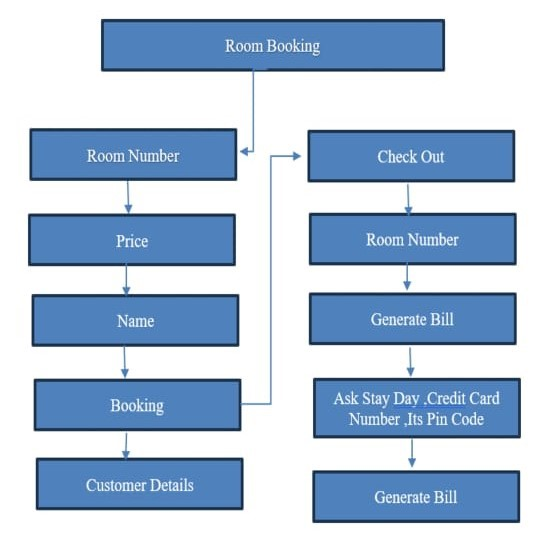 Room Booking
Room Number
Price
Name
Booking
Customer Details
Check Out
Room Number
Generate Bill
Ask Stay Day ,Credit Card
Number ,Its Pin Code
Generate Bill